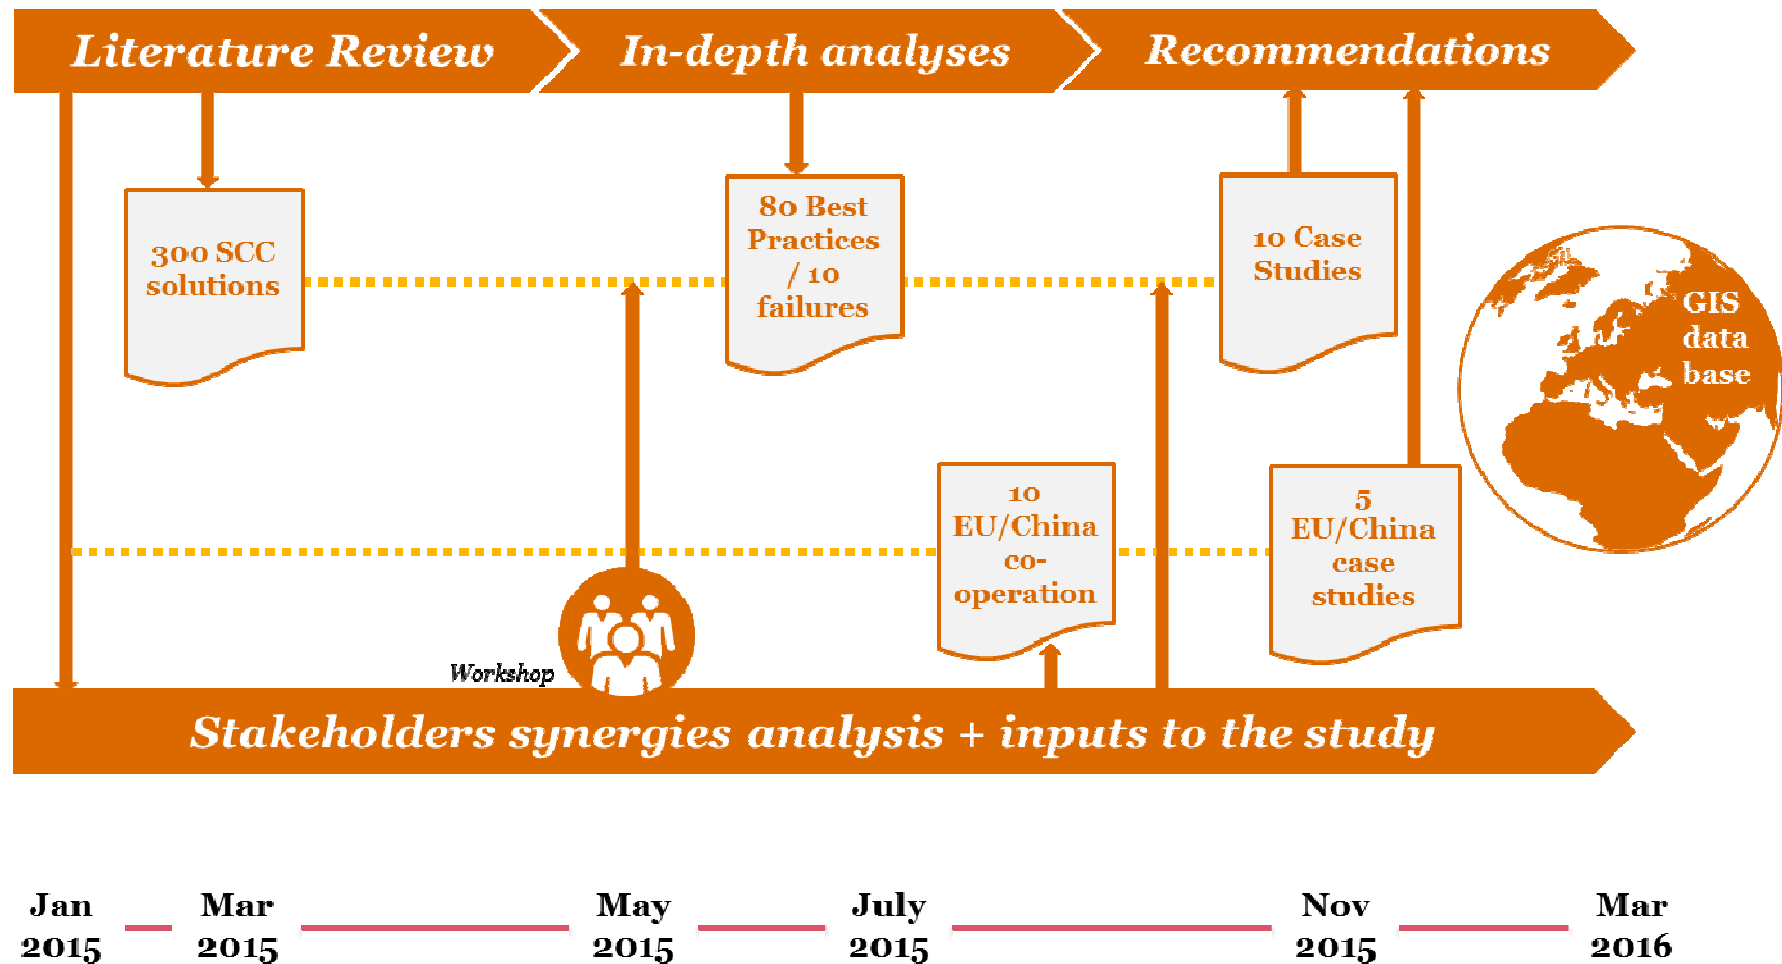 Literature Review
In-depth analyses
Recommendations
300 SCC
solutions
80 Best
Practices
/ 10
failures
10 Case
Studies
GIS
data
base
10
EU/China
co-
operation
5
EU/China
case
studies
Workshop
Stakeholders synergies analysis + inputs to the study
Jan
2015
Mar
2015
May
2015
July
2015
Nov
2015
Mar
2016